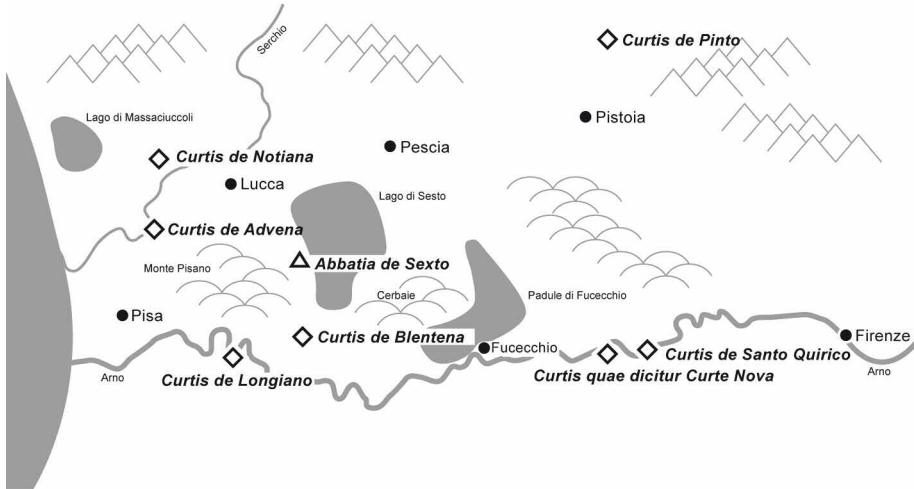 Serchio
Curtis de Pinto
Lago di Massaciuccoli
Pistoia
Pescia
Curtis de Notiana
Lucca
Lago di Sesto
Curtis de Advena
Monte Pisano
Abbatia de Sexto
Cerbaie
Padule di Fucecchio
Pisa
Curtis de Blentena
Firenze
Fucecchio
Curtis de Santo Quirico
Arno
Curtis de Longiano
Curtis quae dicitur Curte Nova
Arno